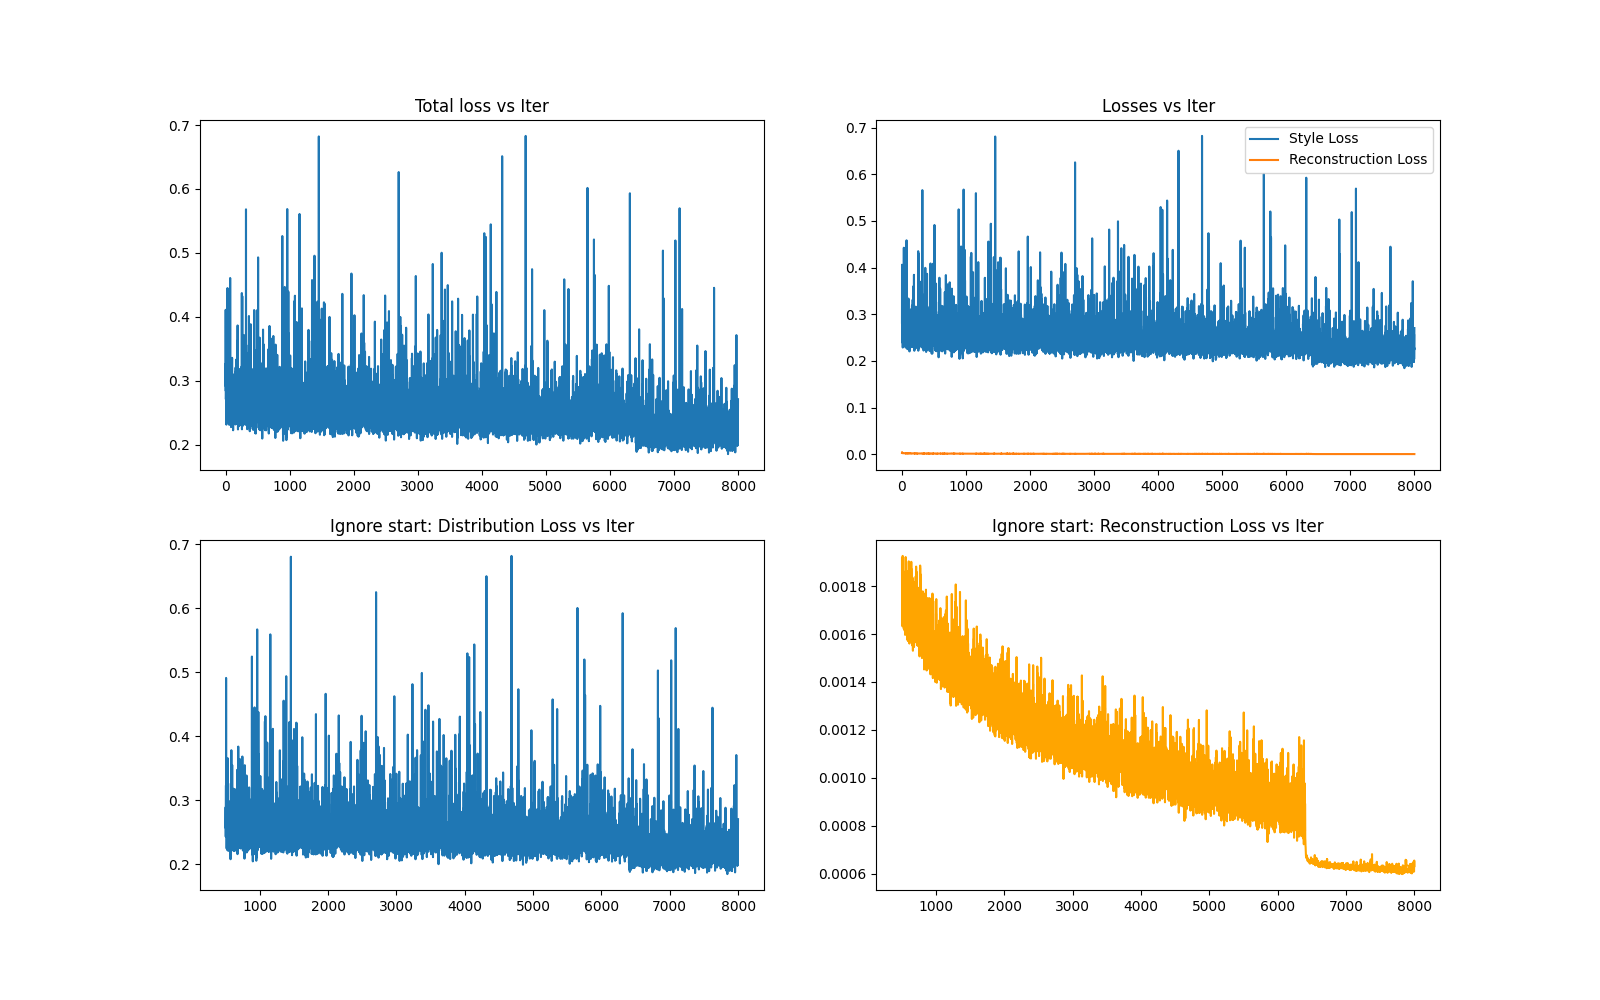 Total loss vs Iter
0.7
0.6
0.5
0.4
0.3
0.2
0 1000 2000 3000 4000 5000 6000 7000 8000
Losses vs Iter
Style Loss
Reconstruction Loss
0.7
0.6
0.5
0.4
0.3
0.2
0.1
0.0
0 1000 2000 3000 4000 5000 6000 7000 8000
Ignore start: Distribution Loss vs Iter
0.7
0.6
0.5
0.4
0.3
0.2
1000 2000 3000 4000 5000 6000 7000 8000
Ignore start: Reconstruction Loss vs Iter
0.0018
0.0016
0.0014
0.0012
0.0010
0.0008
0.0006
1000 2000 3000 4000 5000 6000 7000 8000